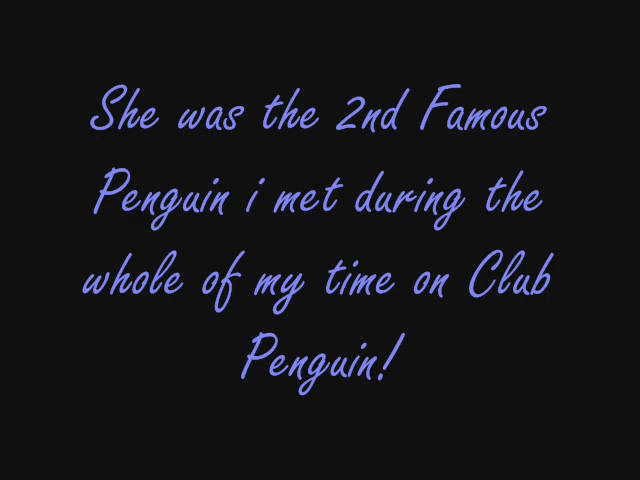 She was the 2nd Famous
Penguin i met during the
whole of my time on Club
Penguin!